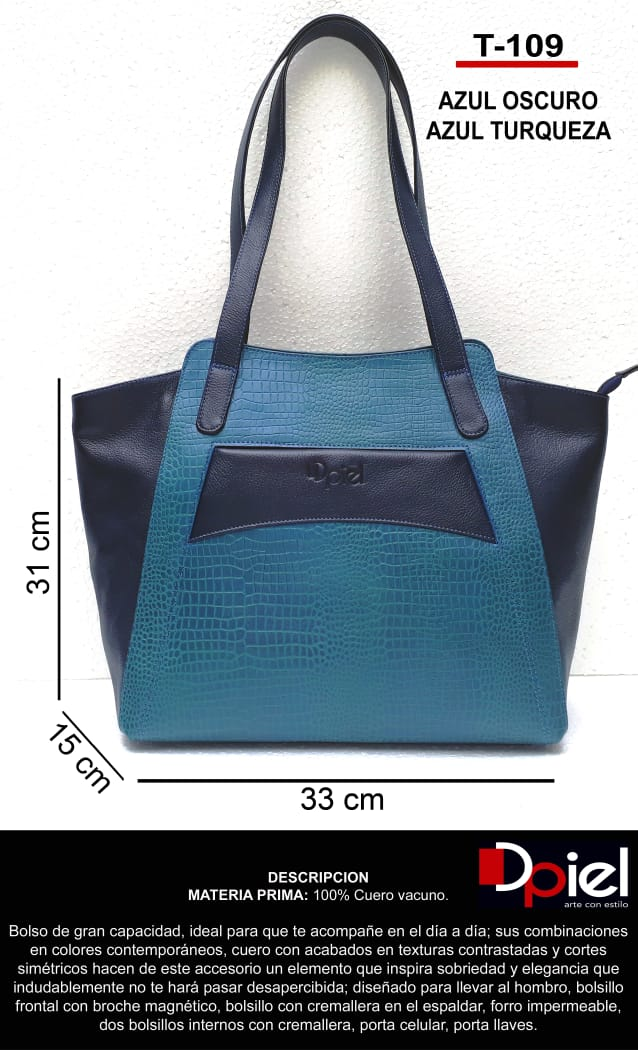 T-109
AZUL OSCURO
AZUL TURQUEZA
Dpiel
31 cm
15 cm
33 cm
Dpiel
arte con estilo
DESCRIPCION
MATERIA PRIMA: 100% Cuero vacuno.
Bolso de gran capacidad, ideal para que te acompañe en el día a día; sus combinaciones
en colores contemporáneos, cuero con acabados en texturas contrastadas y cortes
simétricos hacen de este accesorio un elemento que inspira sobriedad y elegancia que
indudablemente no te hará pasar desapercibida; diseñado para llevar al hombro, bolsillo
frontal con broche magnético, bolsillo con cremallera en el espaldar, forro impermeable,
dos bolsillos internos con cremallera, porta celular, porta llaves.